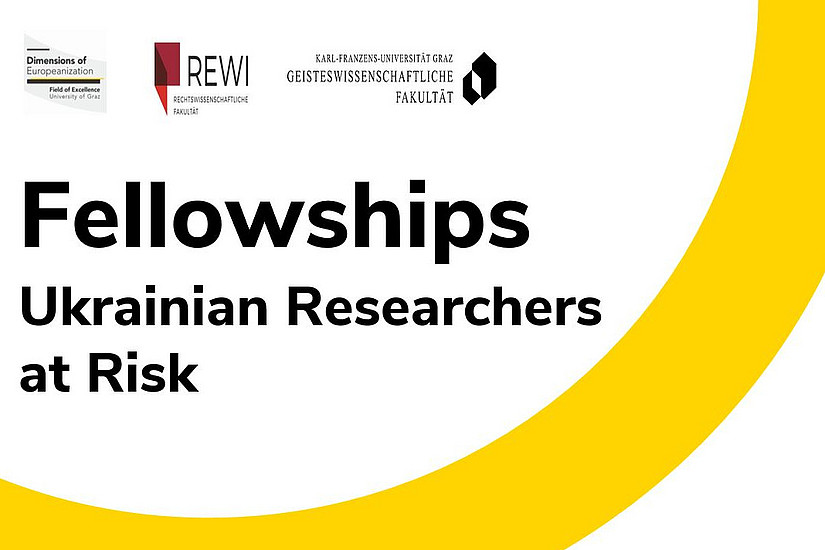 Dimensions of
Europeanization
Field of Excellence
University of Graz
REWI
RECHTSWISSENSCHAFTLICHE
FAKULTÄT
KARL-FRANZENS-UNIVERSITÄT GRAZ
GEISTESWISSENSCHAFTLICHE
FAKULTÄT
Fellowships
Ukrainian Researchers
at Risk